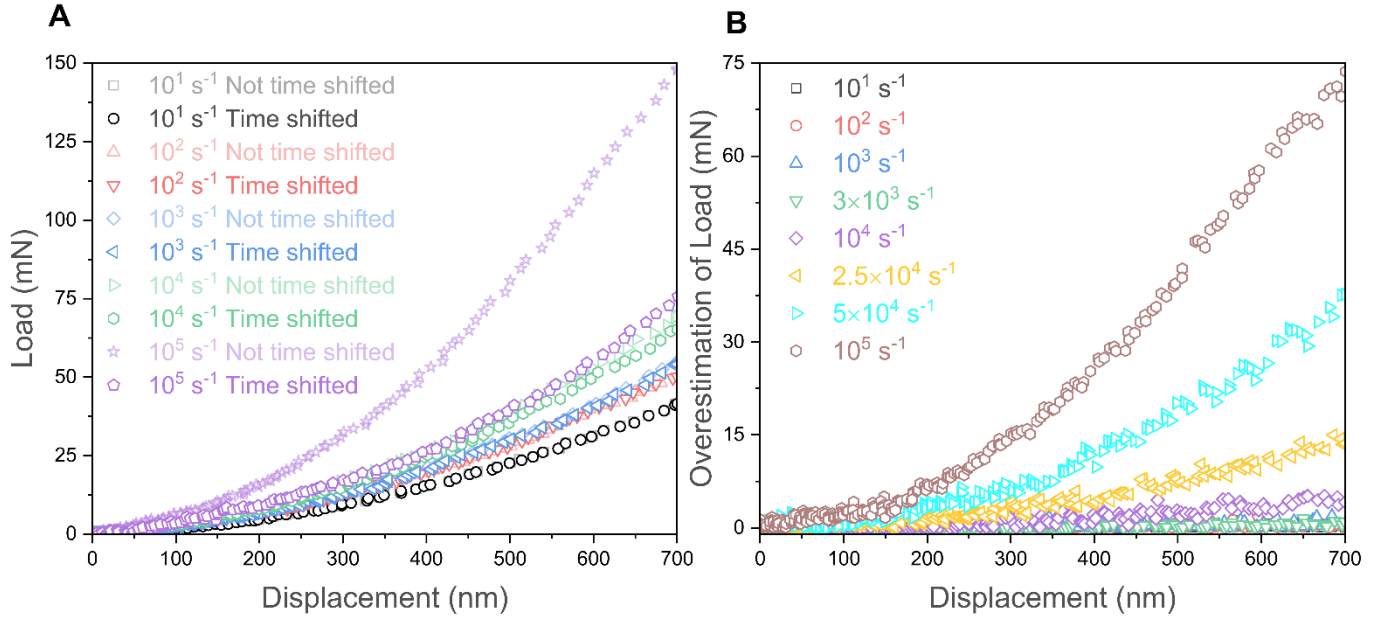 A
150
125
100
75
50
25
0
Load (mN)
10¹ s⁻¹ Not time shifted
10¹ s⁻¹ Time shifted
10² s⁻¹ Not time shifted
10² s⁻¹ Time shifted
10³ s⁻¹ Not time shifted
10³ s⁻¹ Time shifted
10⁴ s⁻¹ Not time shifted
10⁴ s⁻¹ Time shifted
10⁵ s⁻¹ Not time shifted
10⁵ s⁻¹ Time shifted
0 100 200 300 400 500 600 700
Displacement (nm)
B
75
60
45
30
15
0
Overestimation of Load (mN)
10¹ s⁻¹
10² s⁻¹
10³ s⁻¹
3×10³ s⁻¹
10⁴ s⁻¹
2.5×10⁴ s⁻¹
5×10⁴ s⁻¹
10⁵ s⁻¹
0 100 200 300 400 500 600 700
Displacement (nm)